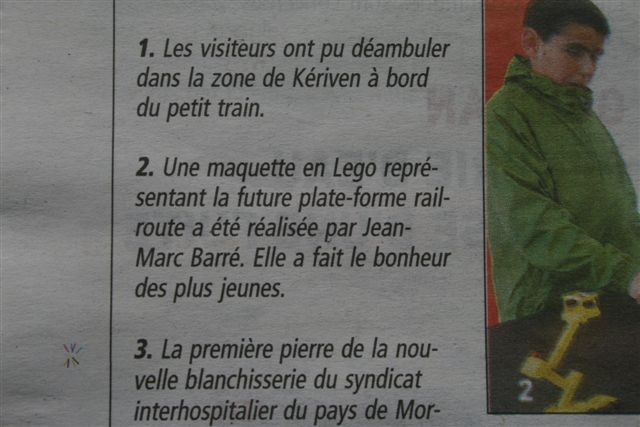 1. Les visiteurs ont pu déambuler
dans la zone de Kériven à bord
du petit train.
2. Une maquette en Lego repré-
sentant la future plate-forme rail-
route a été réalisée par Jean-
Marc Barré. Elle a fait le bonheur
des plus jeunes.
3. La première pierre de la nou-
velle blanchisserie du syndicat
interhospitalier du pays de Mor-
2